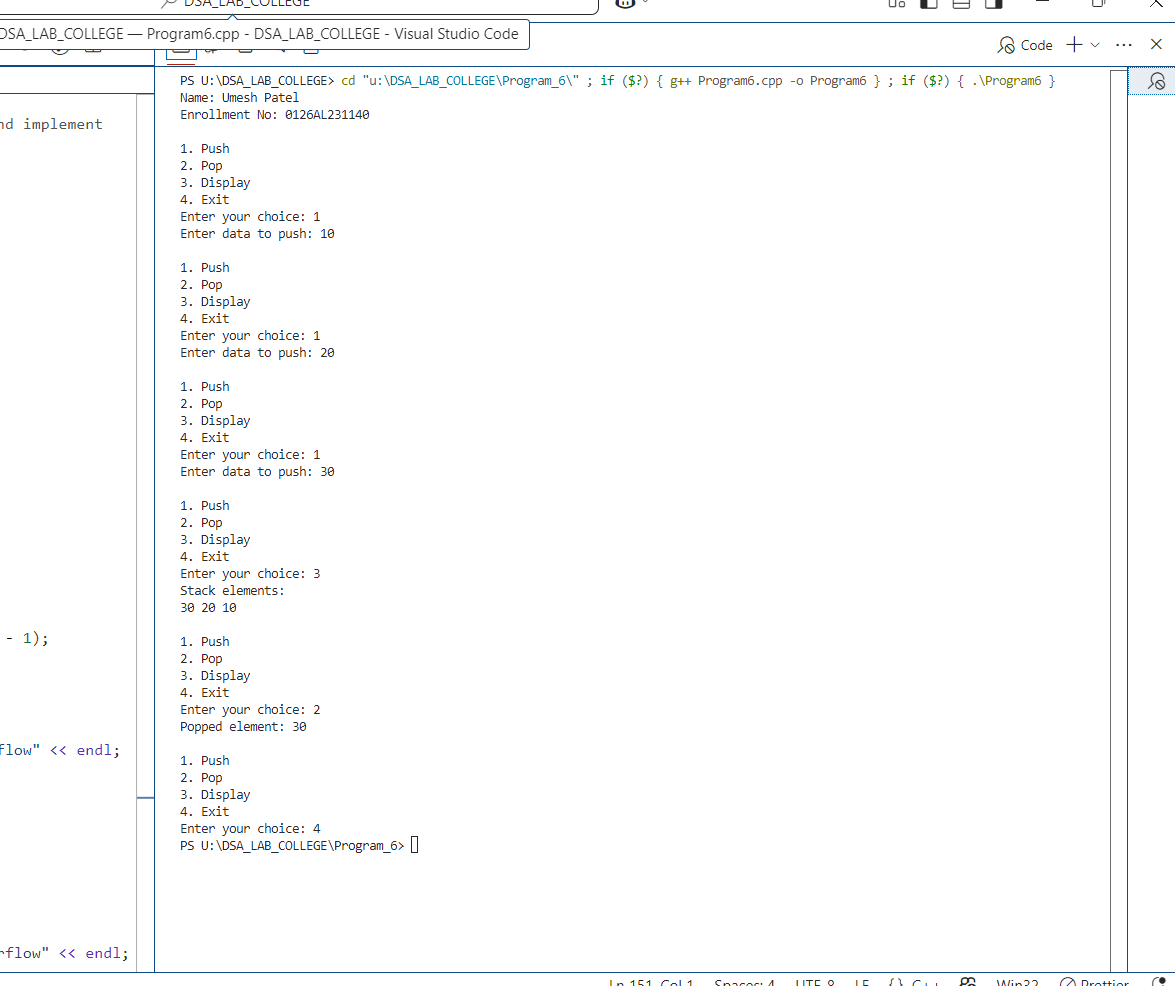 DSA_LAB_COLLEGE
DSA_LAB_COLLEGE — Program6.cpp - DSA_LAB_COLLEGE - Visual Studio Code
Code
implement
- 1);
<< endl;
<< endl;
PS U:\DSA_LAB_COLLEGE> cd "u:\DSA_LAB_COLLEGE\Program_6\" ; if ($?) { g++ Program6.cpp -o Program6 } ; if ($?) { .\Program6 }
Name: Umesh Patel
Enrollment No: 0126AL231140
1. Push
2. Pop
3. Display
4. Exit
Enter your choice: 1
Enter data to push: 10
1. Push
2. Pop
3. Display
4. Exit
Enter your choice: 1
Enter data to push: 20
1. Push
2. Pop
3. Display
4. Exit
Enter your choice: 1
Enter data to push: 30
1. Push
2. Pop
3. Display
4. Exit
Enter your choice: 3
Stack elements:
30 20 10
1. Push
2. Pop
3. Display
4. Exit
Enter your choice: 2
Popped element: 30
1. Push
2. Pop
3. Display
4. Exit
Enter your choice: 4
PS U:\DSA_LAB_COLLEGE\Program_6>
Ln 151, Col 1 Spaces: 4 UTF-8 LF {} C++ Win32 Prettier